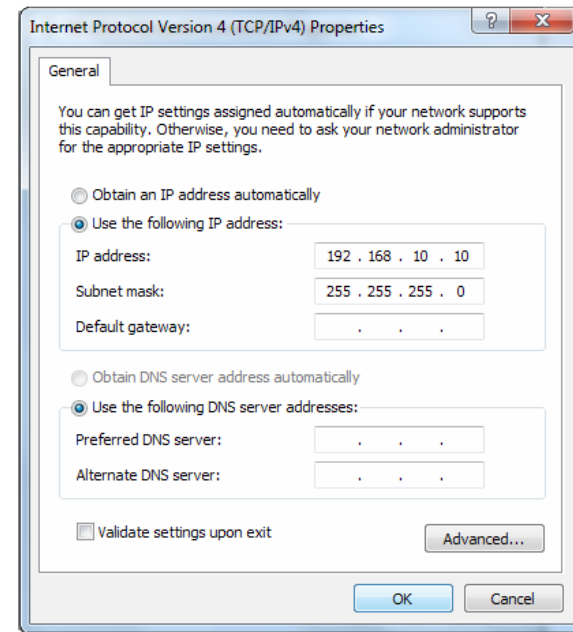 Internet Protocol Version 4 (TCP/IPv4) Properties
?
X
General
You can get IP settings assigned automatically if your network supports
this capability. Otherwise, you need to ask your network administrator
for the appropriate IP settings.
Obtain an IP address automatically
Use the following IP address:
IP address: 192 . 168 . 10 . 10
Subnet mask: 255 . 255 . 255 . 0
Default gateway: . . .
Obtain DNS server address automatically
Use the following DNS server addresses:
Preferred DNS server: . . .
Alternate DNS server: . . .
Validate settings upon exit
Advanced...
OK Cancel